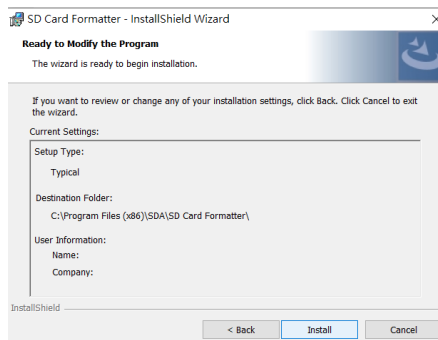 SD Card Formatter - InstallShield Wizard
Ready to Modify the Program
The wizard is ready to begin installation.
If you want to review or change any of your installation settings, click Back. Click Cancel to exit
the wizard.
Current Settings:
Setup Type:
Typical
Destination Folder:
C:\Program Files (x86)\SDA\SD Card Formatter\
User Information:
Name:
Company:
InstallShield
< Back Install Cancel